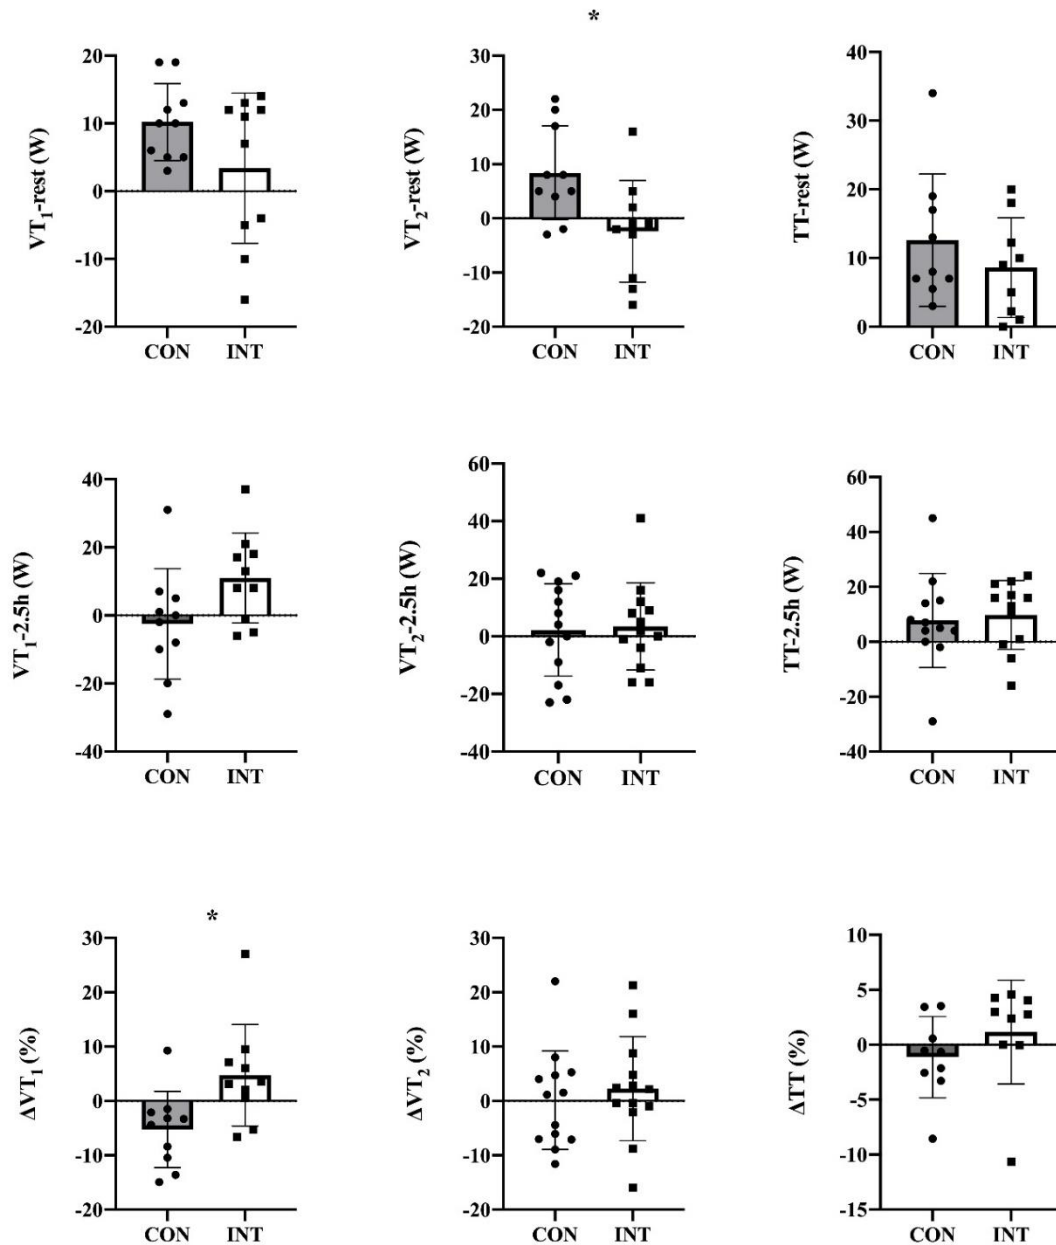 *
VT₁-rest (W)
20
10
0
-10
-20
CON INT
VT₂-rest (W)
30
20
10
0
-10
-20
CON INT
TT-rest (W)
40
30
20
10
0
CON INT
VT₁-2.5h (W)
40
20
0
-20
-40
CON INT
VT₂-2.5h (W)
60
40
20
0
-20
-40
CON INT
TT-2.5h (W)
60
40
20
0
-20
-40
CON INT
*
ΔVT₁ (%)
30
20
10
0
-10
-20
CON INT
ΔVT₂ (%)
30
20
10
0
-10
-20
CON INT
ΔTT (%)
10
5
0
-5
-10
-15
CON INT